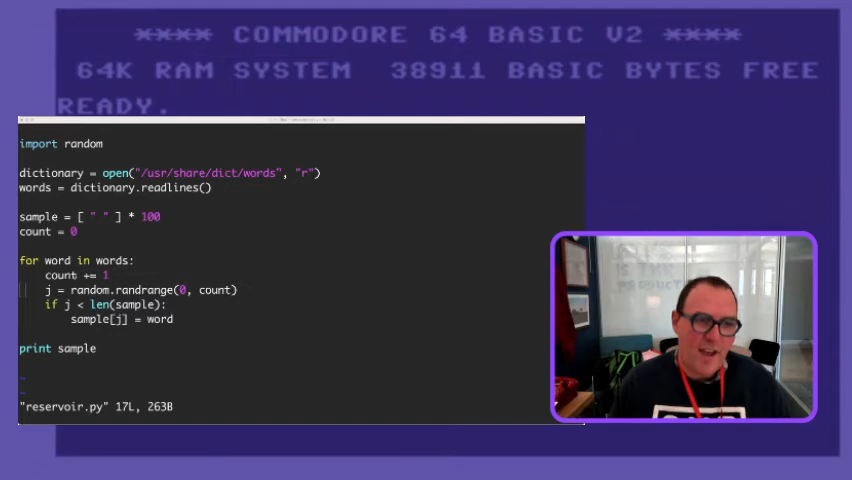 **** COMMODORE 64 BASIC V2 ****
64K RAM SYSTEM 38911 BASIC BYTES FREE
READY.
import random
dictionary = open("/usr/share/dict/words", "r")
words = dictionary.readlines()
sample = [ " " ] * 100
count = 0
for word in words:
    count += 1
    j = random.randrange(0, count)
    if j < len(sample):
        sample[j] = word
print sample
~
~
"reservoir.py" 17L, 263B